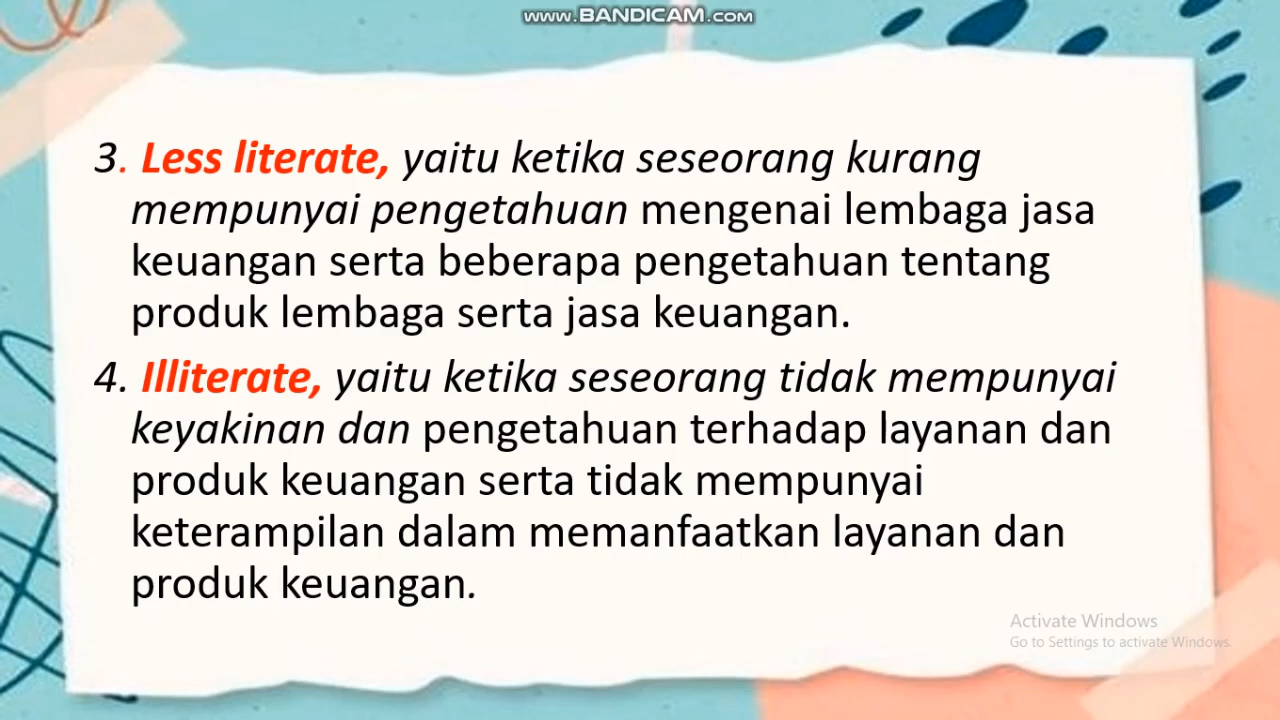 www.BANDICAM.com
3. Less literate, yaitu ketika seseorang kurang
mempunyai pengetahuan mengenai lembaga jasa
keuangan serta beberapa pengetahuan tentang
produk lembaga serta jasa keuangan.
4. Illiterate, yaitu ketika seseorang tidak mempunyai
keyakinan dan pengetahuan terhadap layanan dan
produk keuangan serta tidak mempunyai
keterampilan dalam memanfaatkan layanan dan
produk keuangan.
Activate Windows
Go to Settings to activate Windows.